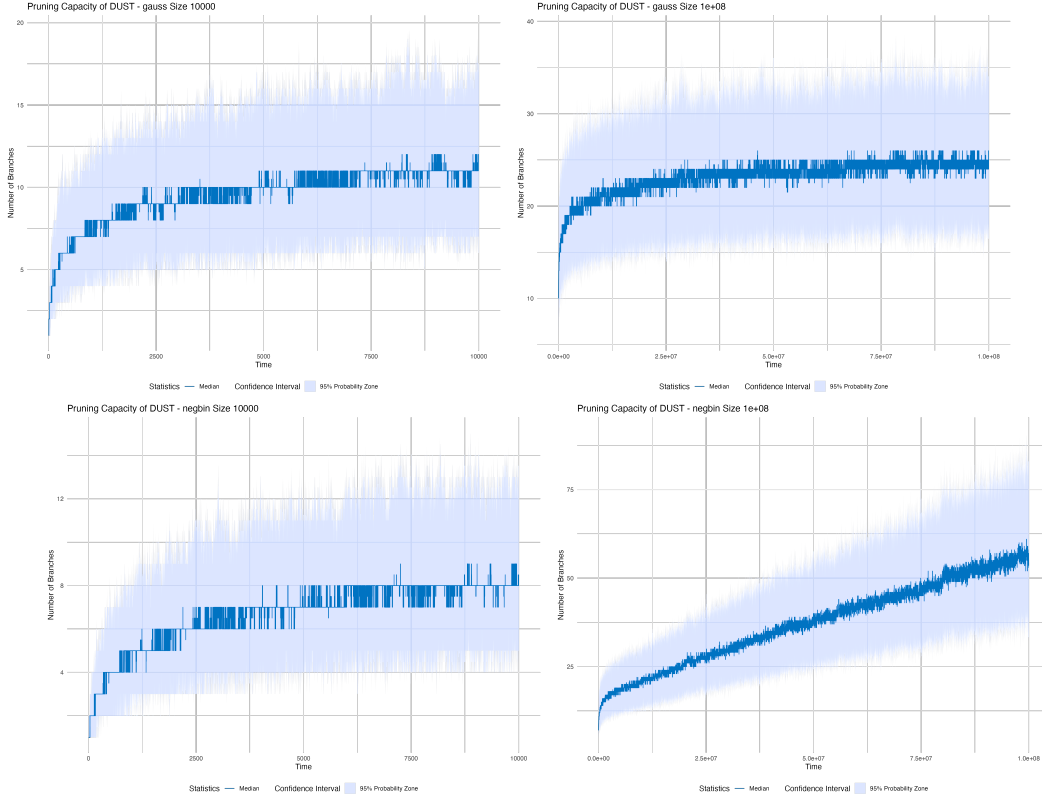 Pruning Capacity of DUST - gauss Size 10000
Number of Branches
20
15
10
5
0
2500
5000
7500
10000
Time
Statistics
Median
Confidence Interval
95% Probability Zone
Pruning Capacity of DUST - gauss Size 1e+08
Number of Branches
40
30
20
10
0.0e+00
2.5e+07
5.0e+07
7.5e+07
1.0e+08
Time
Statistics
Median
Confidence Interval
95% Probability Zone
Pruning Capacity of DUST - negbin Size 10000
Number of Branches
12
8
4
0
2500
5000
7500
10000
Time
Statistics
Median
Confidence Interval
95% Probability Zone
Pruning Capacity of DUST - negbin Size 1e+08
Number of Branches
75
50
25
0.0e+00
2.5e+07
5.0e+07
7.5e+07
1.0e+08
Time
Statistics
Median
Confidence Interval
95% Probability Zone